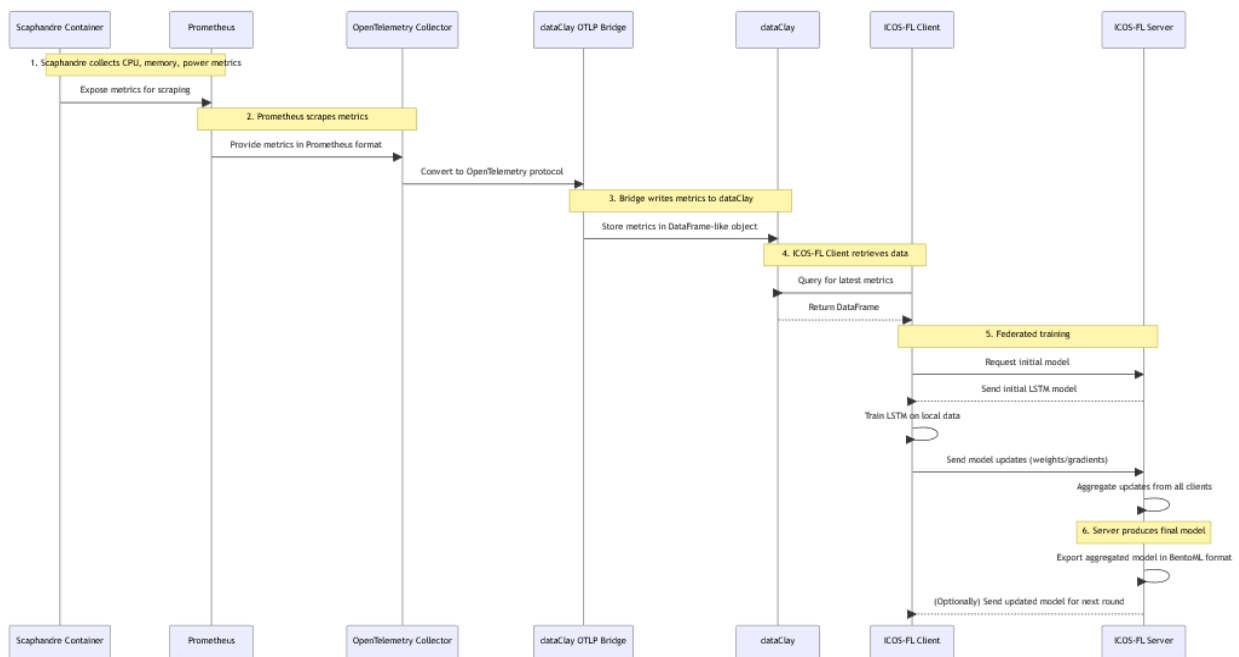 Scaphandre Container
Prometheus
OpenTelemetry Collector
dataClay OTLP Bridge
dataClay
ICOS-FL Client
ICOS-FL Server
1. Scaphandre collects CPU, memory, power metrics
Expose metrics for scraping
2. Prometheus scrapes metrics
Provide metrics in Prometheus format
Convert to OpenTelemetry protocol
3. Bridge writes metrics to dataClay
Store metrics in DataFrame-like object
4. ICOS-FL Client retrieves data
Query for latest metrics
Return DataFrame
5. Federated training
Request initial model
Send initial LSTM model
Train LSTM on local data
Send model updates (weights/gradients)
Aggregate updates from all clients
6. Server produces final model
Export aggregated model in BentoML format
(Optionally) Send updated model for next round
Scaphandre Container
Prometheus
OpenTelemetry Collector
dataClay OTLP Bridge
dataClay
ICOS-FL Client
ICOS-FL Server